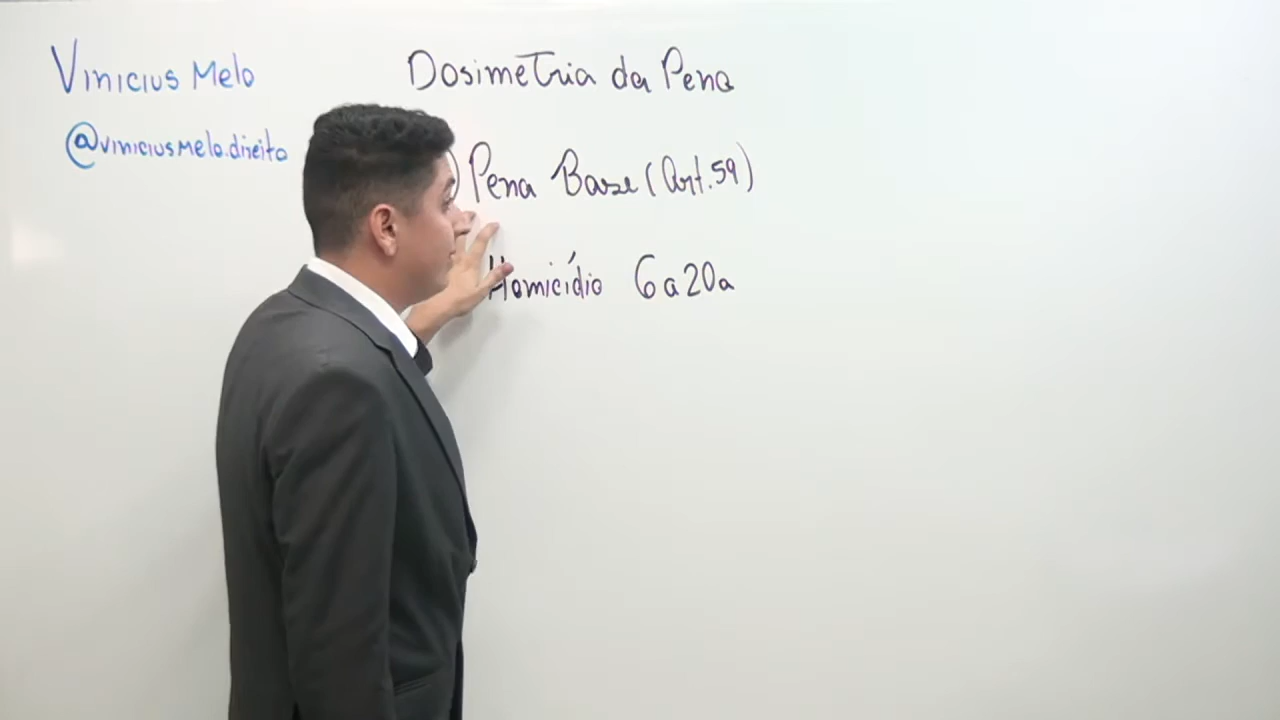 Vinicius Melo
Dosimetria da Pena
@viniciusmelo.direito
) Pena Base (Art. 59)
Homicídio 6a20a